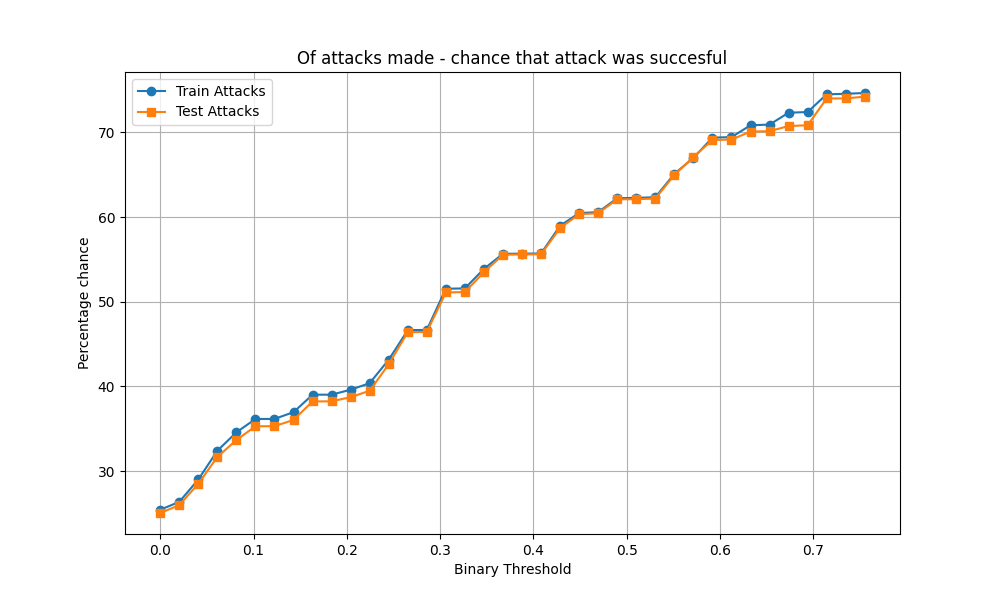 Of attacks made - chance that attack was succesful
Train Attacks
Test Attacks
Percentage chance
70
60
50
40
30
0.0 0.1 0.2 0.3 0.4 0.5 0.6 0.7
Binary Threshold